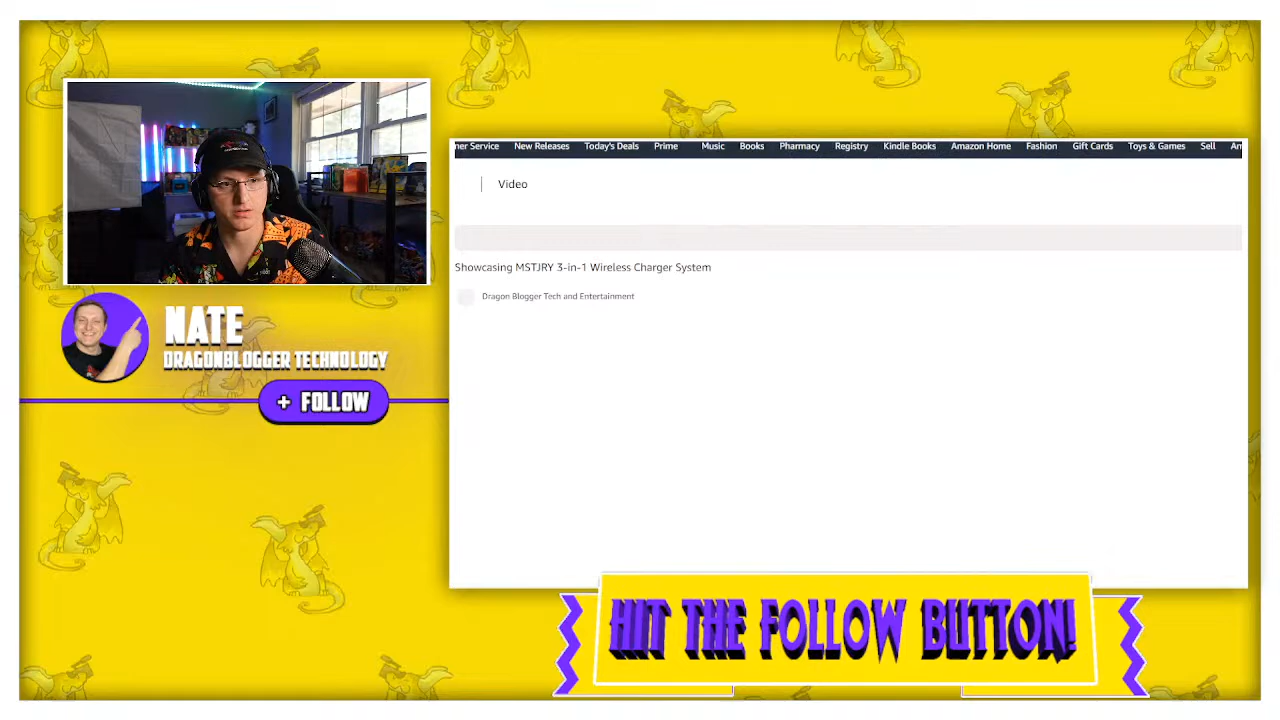 ner Service New Releases Today's Deals Prime Music Books Pharmacy Registry Kindle Books Amazon Home Fashion Gift Cards Toys & Games Sell Am
Video
Showcasing MSTJRY 3-in-1 Wireless Charger System
Dragon Blogger Tech and Entertainment
NATE
DRAGONBLOGGER TECHNOLOGY
+ FOLLOW
HIT THE FOLLOW BUTTON!